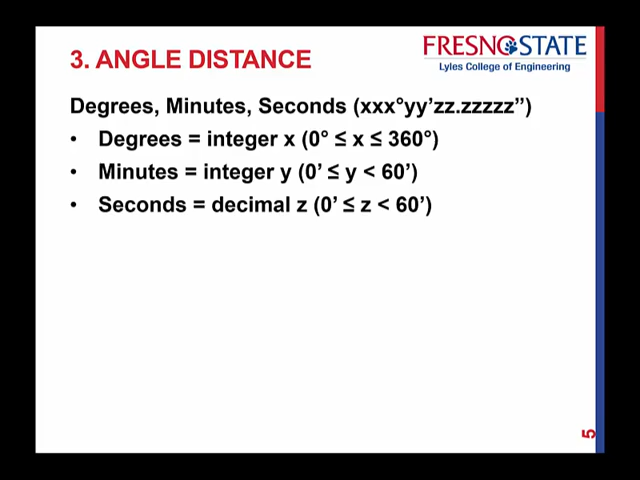 3. ANGLE DISTANCE
FRESNO STATE
Lyles College of Engineering
Degrees, Minutes, Seconds (xxx°yy’zz.zzzzz”)
• Degrees = integer x (0° ≤ x ≤ 360°)
• Minutes = integer y (0’ ≤ y < 60’)
• Seconds = decimal z (0’ ≤ z < 60’)
5